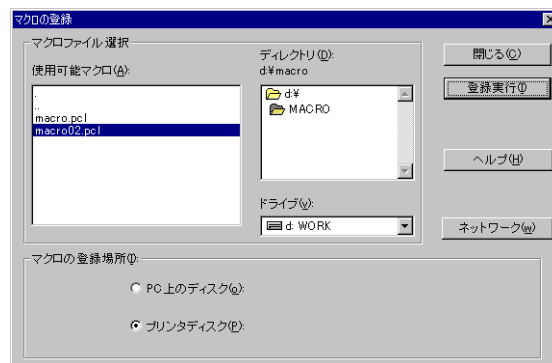 マクロの登録
マクロファイル選択
使用可能マクロ(A):
.
..
macro.pcl
macro02.pcl
ディレクトリ(D):
d:¥macro
d:¥
MACRO
ドライブ(v):
d: WORK
閉じる(C)
登録実行(I)
ヘルプ(H)
ネットワーク(w)
マクロの登録場所(I):
PC上のディスク(o):
プリンタディスク(P):